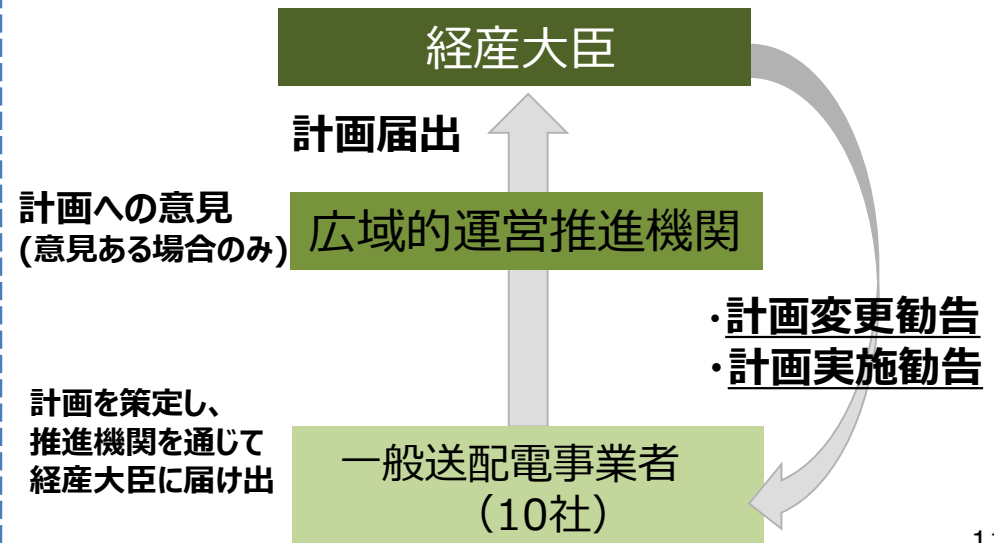 経産大臣
計画届出
計画への意見
(意見ある場合のみ)
広域的運営推進機関
・計画変更勧告
・計画実施勧告
計画を策定し、
推進機関を通じて
経産大臣に届け出
一般送配電事業者
（10社）